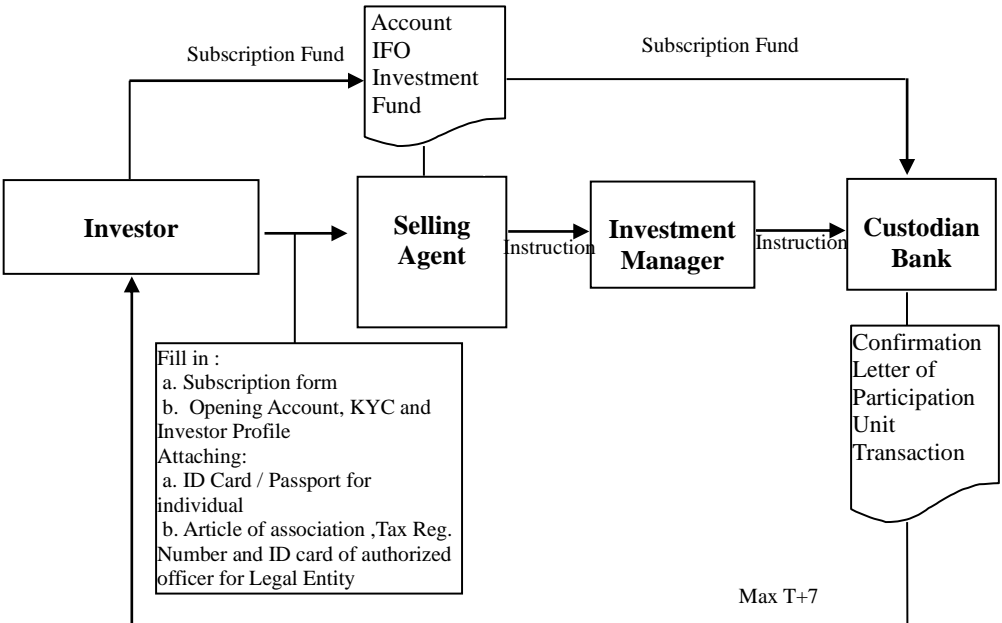 Subscription Fund
Account
IFO
Investment
Fund
Subscription Fund
Investor
Selling
Agent
Instruction
Investment
Manager
Instruction
Custodian
Bank
Fill in :
a. Subscription form
b. Opening Account, KYC and
Investor Profile
Attaching:
a. ID Card / Passport for
individual
b. Article of association ,Tax Reg.
Number and ID card of authorized
officer for Legal Entity
Confirmation
Letter of
Participation
Unit
Transaction
Max T+7